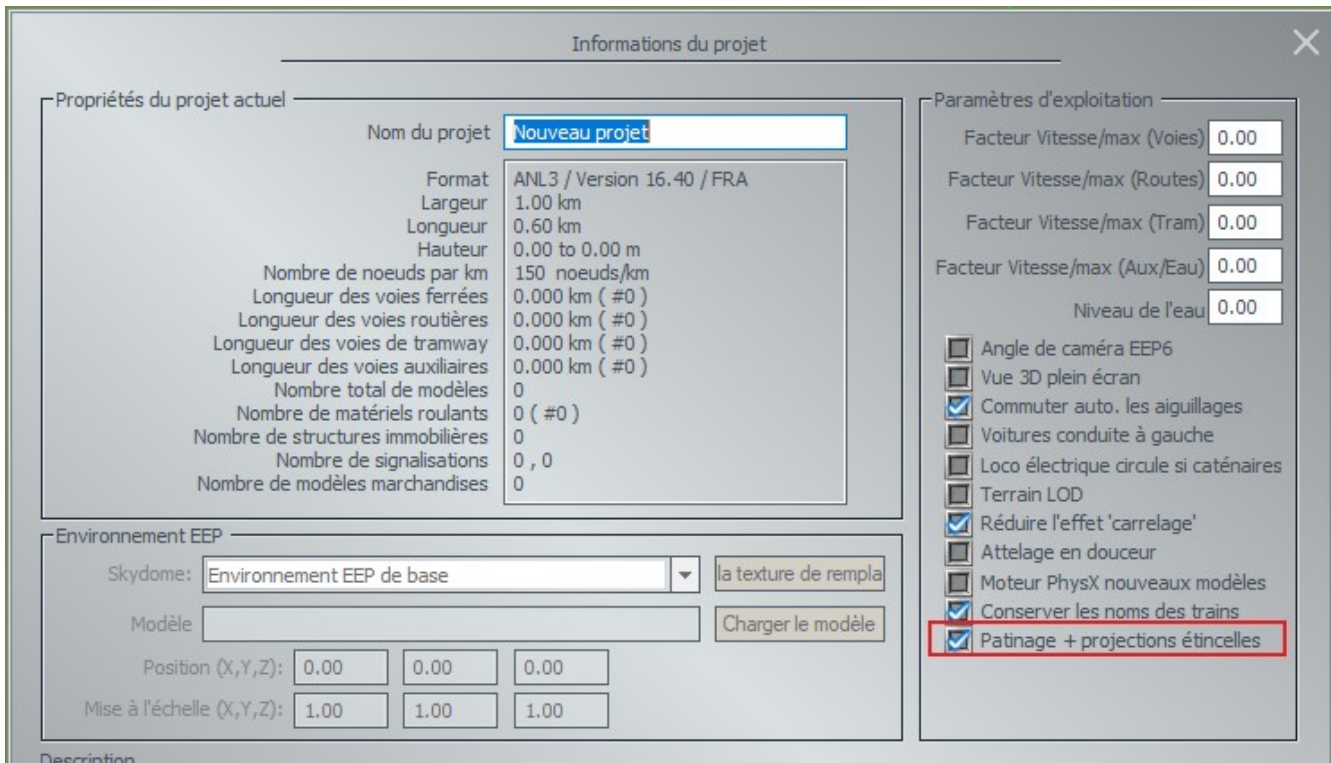 Informations du projet
Propriétés du projet actuel
Nom du projet Nouveau projet
Format ANL3 / Version 16.40 / FRA
Largeur 1.00 km
Longueur 0.60 km
Hauteur 0.00 to 0.00 m
Nombre de noeuds par km 150 noeuds/km
Longueur des voies ferrées 0.000 km ( #0 )
Longueur des voies routières 0.000 km ( #0 )
Longueur des voies de tramway 0.000 km ( #0 )
Longueur des voies auxiliaires 0.000 km ( #0 )
Nombre total de modèles 0
Nombre de matériels roulants 0 ( #0 )
Nombre de structures immobilières 0
Nombre de signalisations 0 , 0
Nombre de modèles marchandises 0
Environnement EEP
Skydome: Environnement EEP de base la texture de rempla
Modèle Charger le modèle
Position (X,Y,Z): 0.00 0.00 0.00
Mise à l'échelle (X,Y,Z): 1.00 1.00 1.00
Description
Paramètres d'exploitation
Facteur Vitesse/max (Voies) 0.00
Facteur Vitesse/max (Routes) 0.00
Facteur Vitesse/max (Tram) 0.00
Facteur Vitesse/max (Aux/Eau) 0.00
Niveau de l'eau 0.00
Angle de caméra EEP6
Vue 3D plein écran
Commuter auto. les aiguillages
Voitures conduite à gauche
Loco électrique circule si caténaires
Terrain LOD
Réduire l'effet 'carrelage'
Attelage en douceur
Moteur PhysX nouveaux modèles
Conserver les noms des trains
Patinage + projections étincelles